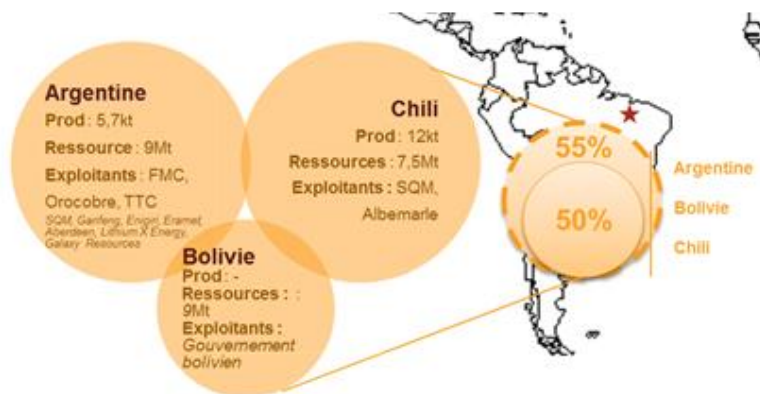 Argentine
Prod : 5,7kt
Ressource : 9Mt
Exploitants : FMC,
Orocobre, TTC
SQM, Ganfeng, Enirgi, Eramet,
Aberdeen, Lithium X Energy,
Galaxy Resources
Chili
Prod : 12kt
Ressources : 7,5Mt
Exploitants : SQM,
Albemarle
Bolivie
Prod : -
Ressources : :
9Mt
Exploitants :
Gouvernement
bolivien
55%
50%
Argentine
Bolivie
Chili